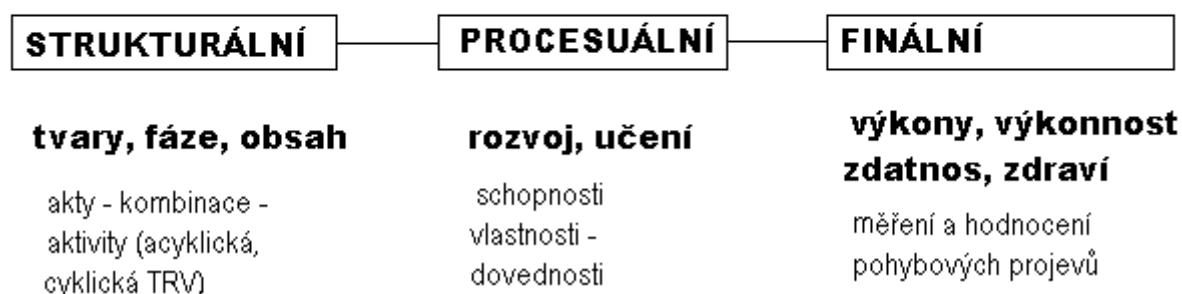 STRUKTURÁLNÍ
PROCESUÁLNÍ
FINÁLNÍ
tvary, fáze, obsah
akty - kombinace -
aktivity (acyklická,
cyklická TRV)
rozvoj, učení
schopnosti
vlastnosti -
dovednosti
výkony, výkonnost
zdatnos, zdraví
měření a hodnocení
pohybových projevů